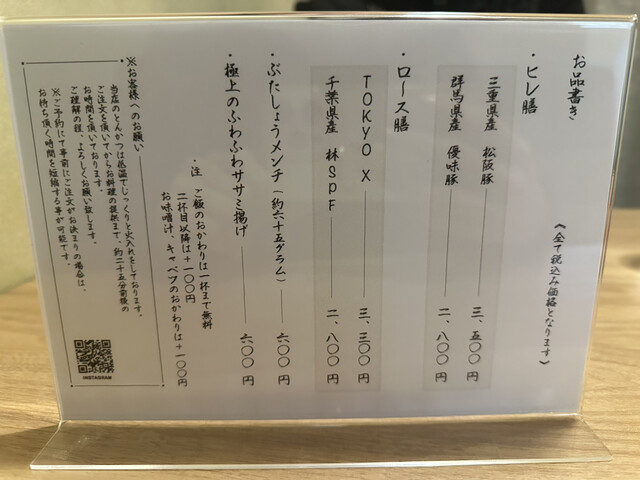 お品書き
《全て税込み価格となります》
・ヒレ膳
三重県産 松阪豚 三、五〇〇円
群馬県産 優味豚 二、八〇〇円
・ロース膳
TOKYO X 三、三〇〇円
千葉県産 林SPF 二、八〇〇円
・ぶたしょうメンチ(約六十五グラム) 六〇〇円
・極上のふわふわササミ揚げ 六〇〇円
・注 ご飯のおかわりは一杯まで無料
二杯目以降は+一〇〇円
お味噌汁、キャベツのおかわりは+一〇〇円
※お客様へのお願い
当店のとんかつは低温でじっくりと火入れをしております。
ご注文を頂いてからお料理の提供まで、約二十五分前後の
お時間を頂いております。
ご理解の程、よろしくお願い致します。
※ご予約にて事前にご注文がお決まりの場合は、
お待ち頂く時間を短縮する事が可能です。
INSTAGRAM